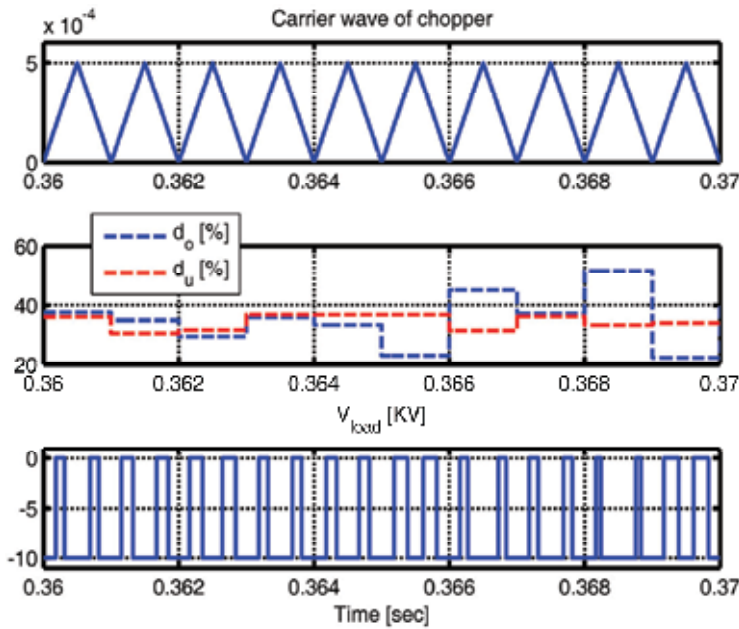 x 10⁻⁴
Carrier wave of chopper
5
0
0.36 0.362 0.364 0.366 0.368 0.37
d_o [%]
d_u [%]
60
40
20
0.36 0.362 0.364 0.366 0.368 0.37
V_load [KV]
0
-5
-10
0.36 0.362 0.364 0.366 0.368 0.37
Time [sec]